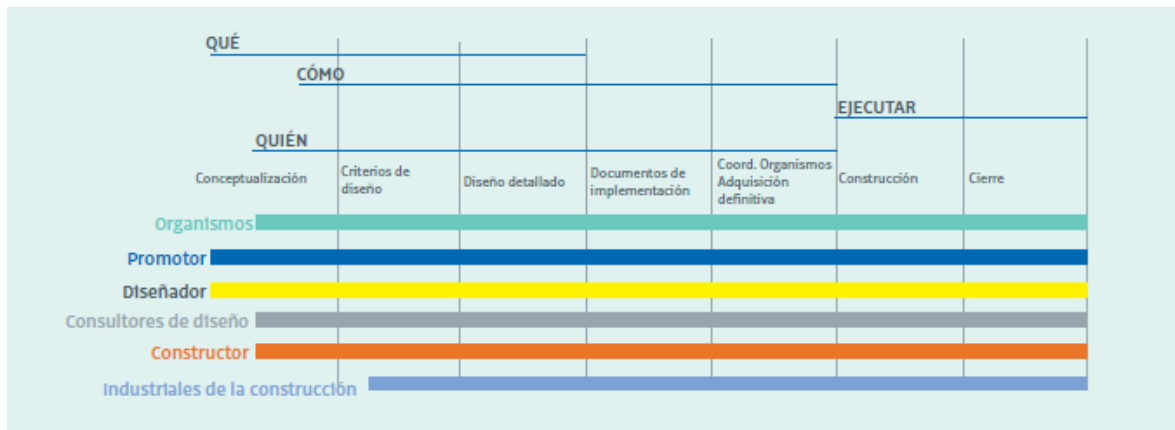 QUÉ
CÓMO
EJECUTAR
QUIÉN
Conceptualización
Criterios de
diseño
Diseño detallado
Documentos de
implementación
Coord. Organismos
Adquisición
definitiva
Construcción
Cierre
Organismos
Promotor
Diseñador
Consultores de diseño
Constructor
Industriales de la construcción